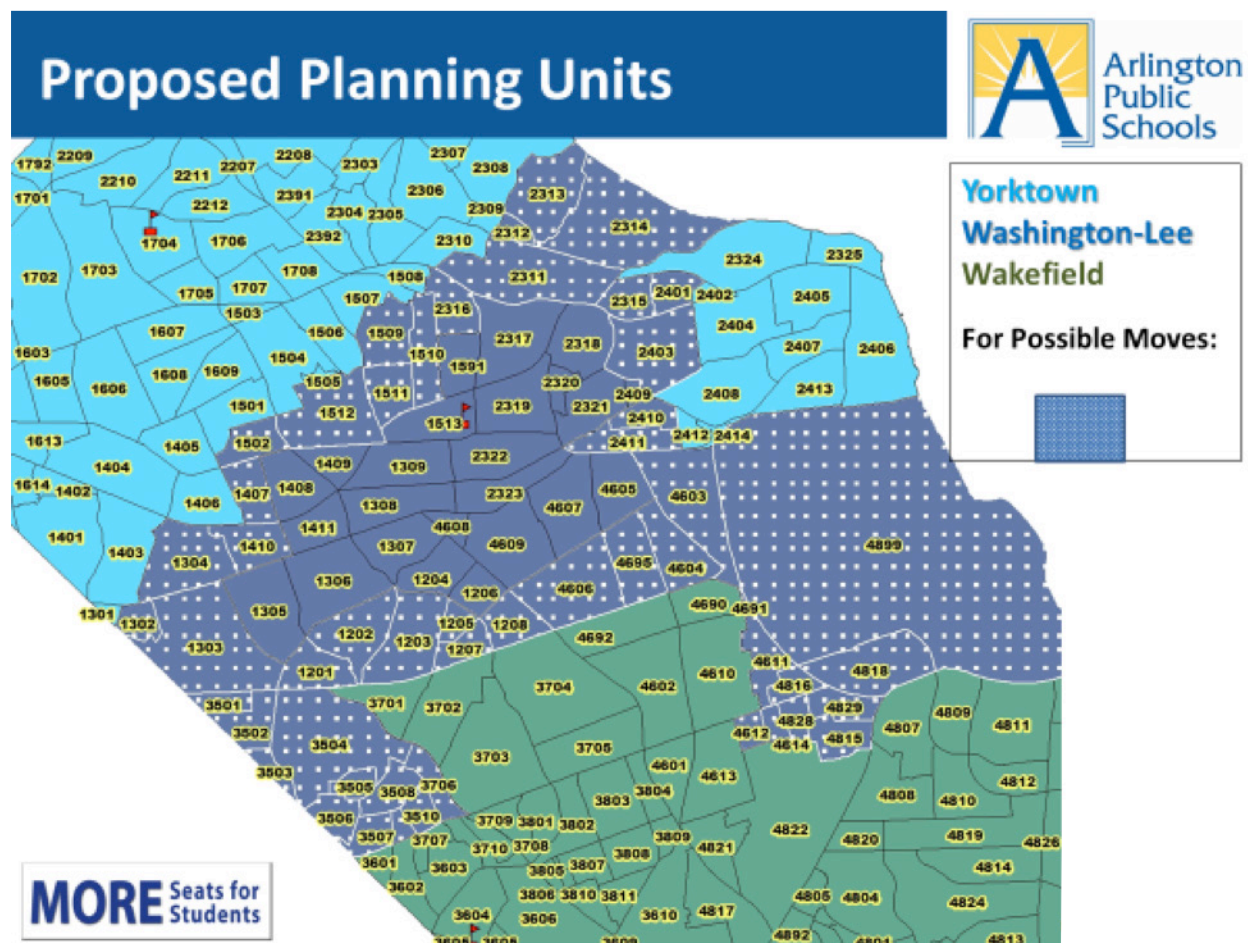 Proposed Planning Units
Arlington
Public
Schools
Yorktown
Washington-Lee
Wakefield
For Possible Moves:
1792 2209 2210 2211 2207 2208 2303 2307 2308
1701 2212 2391 2304 2305 2306 2309 2313
1704 1706 2392 2310 2312 2314
1702 1703 1708 1508 2311 2324 2325
1705 1707 1507 2316 2315 2401 2402 2405
1503
1607 1506 1509 2317 2318 2404
1603 1504 1510 2403 2407 2406
1605 1606 1608 1609 1505 1591 2320
1501 1512 1511 2319 2321 2409 2408 2413
1513 2410
1613 1405 1502 2411 2412 2414
1404 1409 1309 2322
1614 1402 1406 1407 1408 1308 2323 4607 4605 4603
1401 1403 1411 4608
1304 1410 1307 4609 4899
1306 1204 1206 4606 4695 4604
1301 1302 1305 4690 4691
1303 1202 1203 1205 1208 4692
1207
1201 3704 4602 4610 4611 4818
4816
3501 3701 3702 4829
3502 3504 3705 4612 4828 4614 4815 4807 4809 4811
3503 3703 4601 4613
3505 3508 3706 3803 3804 4808 4810 4812
3506 3510 3709 3801 3802
3507 3707 3710 3708 3809 4821 4822 4820 4819 4826
3601 3603 3805 3807 3808 4814
3602 3806 3810 3811 4805 4804 4824
3604 3606 3610 4817
3605 3609 4892 4801 4813
MORE Seats for
Students